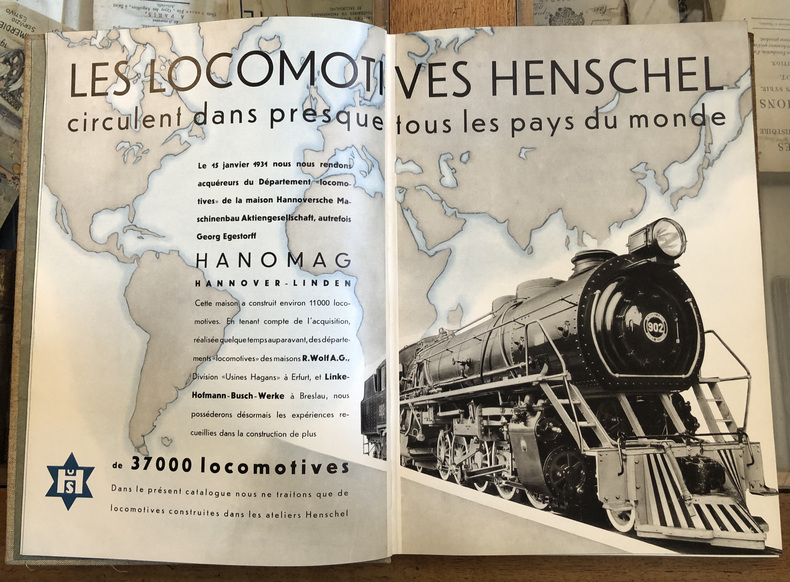 LES LOCOMOTIVES HENSCHEL
circulent dans presque tous les pays du monde
Le 15 janvier 1931 nous nous rendons
acquéreurs du Département «locomo-
tives» de la maison Hannoversche Ma-
schinenbau Aktiengesellschaft, autrefois
Georg Egestorff
HANOMAG
HANNOVER-LINDEN
Cette maison a construit environ 11000 loco-
motives. En tenant compte de l'acquisition,
réalisée quelque temps auparavant, des départe-
ments «locomotives» des maisons R. Wolf A.G.,
Division «Usines Hagans» à Erfurt, et Linke-
Hofmann-Busch-Werke à Breslau, nous
posséderons désormais les expériences re-
cueillies dans la construction de plus
de 37000 locomotives
Dans le présent catalogue nous ne traitons que de
locomotives construites dans les ateliers Henschel
H U S
902